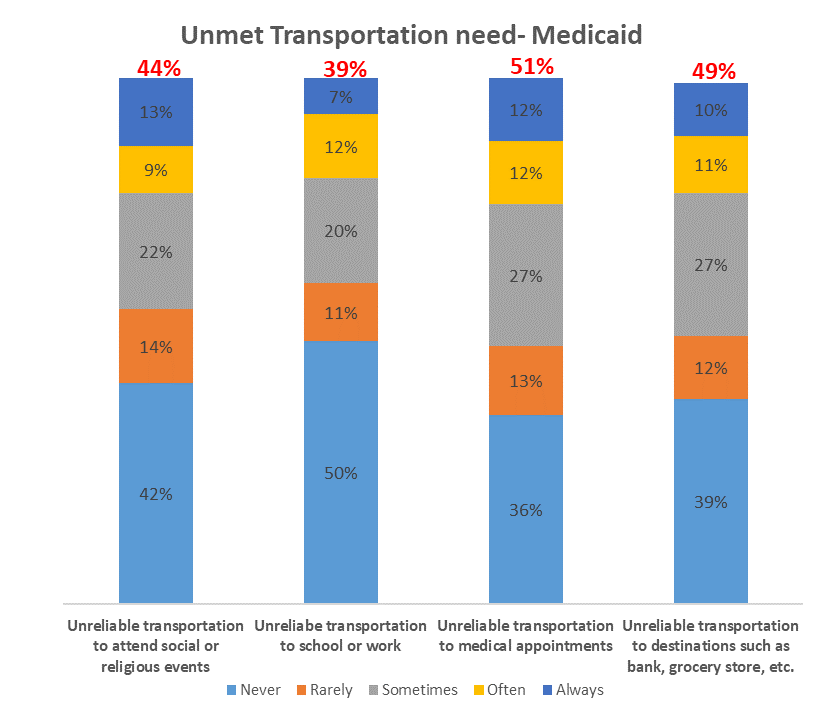 Unmet Transportation need- Medicaid
44%
39%
51%
49%
13%
7%
12%
10%
9%
12%
12%
11%
22%
20%
27%
27%
14%
11%
13%
12%
42%
50%
36%
39%
Unreliable transportation
to attend social or
religious events
Unreliabe transportation
to school or work
Unreliable transportation
to medical appointments
Unreliable transportation
to destinations such as
bank, grocery store, etc.
Never Rarely Sometimes Often Always